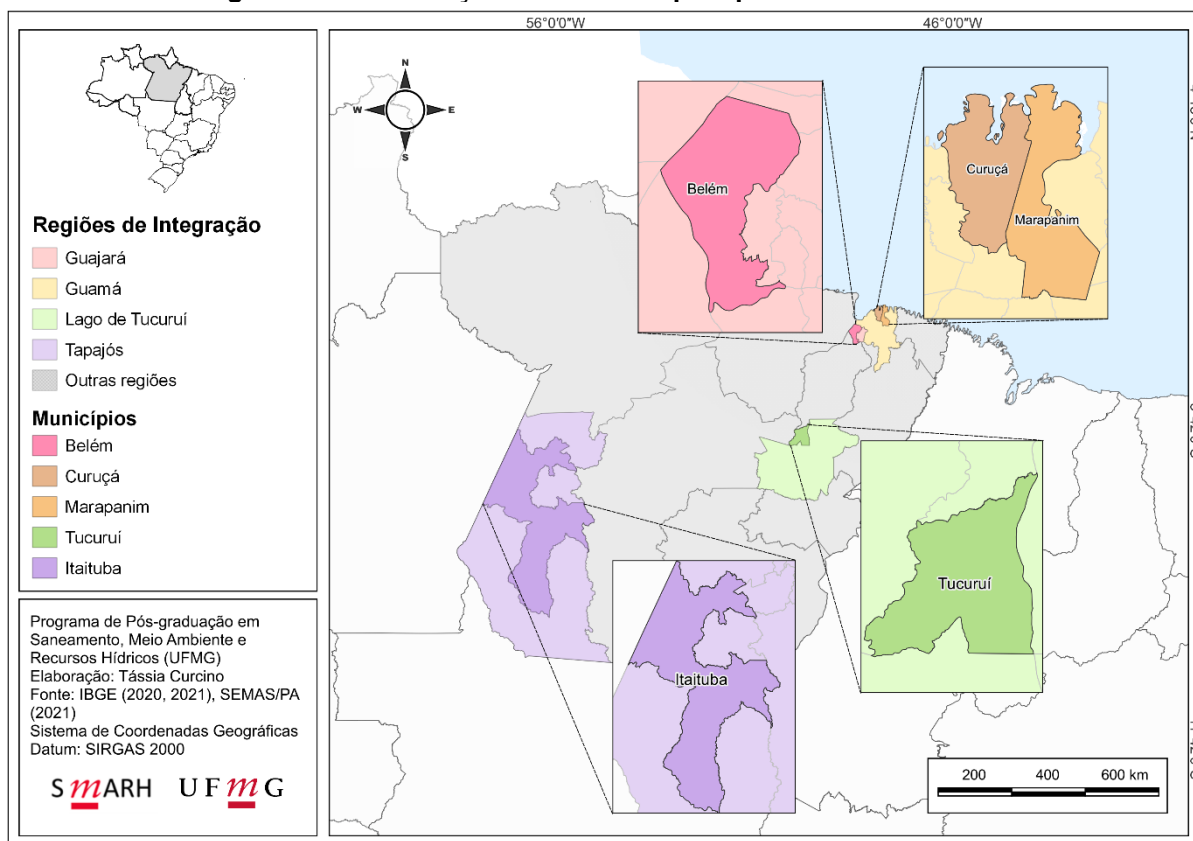 56°0'0"W
46°0'0"W
N
W
E
S
Regiões de Integração
Guajará
Guamá
Lago de Tucuruí
Tapajós
Outras regiões
Municípios
Belém
Curuçá
Marapanim
Tucuruí
Itaituba
Programa de Pós-graduação em
Saneamento, Meio Ambiente e
Recursos Hídricos (UFMG)
Elaboração: Tássia Curcino
Fonte: IBGE (2020, 2021), SEMAS/PA
(2021)
Sistema de Coordenadas Geográficas
Datum: SIRGAS 2000
SmARH
UFmG
Belém
Curuçá
Marapanim
Tucuruí
Itaituba
200 400 600 km